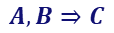 A, B ⇒ C